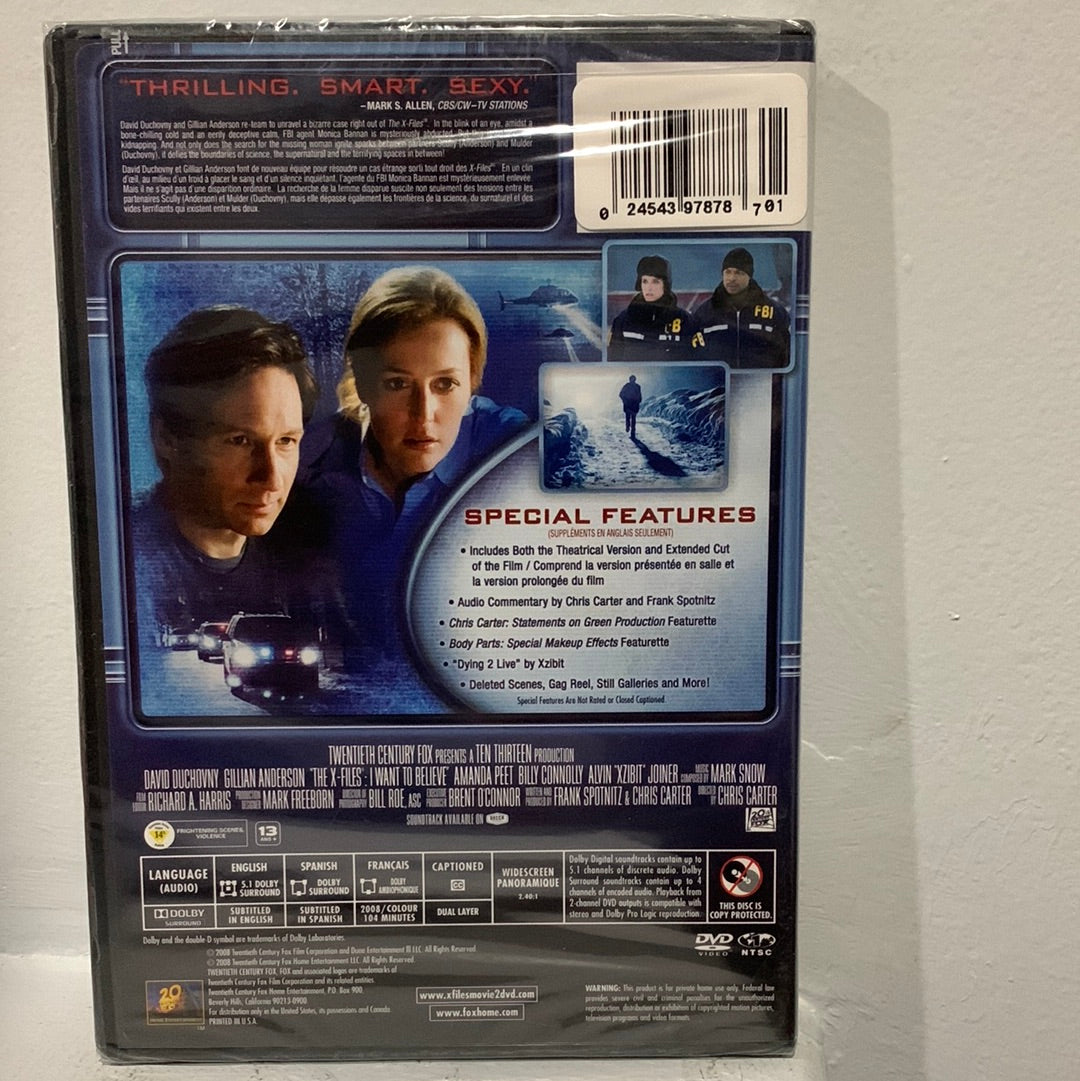 PULL
"THRILLING. SMART. SEXY."
–MARK S. ALLEN, CBS/CW–TV STATIONS
David Duchovny and Gillian Anderson re-team to unravel a bizarre case right out of The X-Files™. In the blink of an eye, amidst a
bone-chilling cold and an eerily deceptive calm, FBI agent Monica Bannan is mysteriously abducted.
kidnapping. And not only does the search for the missing woman ignite sparks between partners Scully (Anderson) and Mulder
(Duchovny), it defies the boundaries of science, the supernatural and the terrifying spaces in between!
David Duchovny et Gillian Anderson font de nouveau équipe pour résoudre un cas étrange sorti tout droit des X-Files™. En un clin
d'œil, au milieu d'un froid à glacer le sang et d'un silence inquiétant, l'agente du FBI Monica Bannan est mystérieusement enlevée.
Mais il ne s'agit pas d'une disparition ordinaire. La recherche de la femme disparue suscite non seulement des tensions entre les
partenaires Scully (Anderson) et Mulder (Duchovny), mais elle dépasse également les frontières de la science, du surnaturel et des
vides terrifiants qui existent entre les deux.
0 24543 97878 7 01
FBI
SPECIAL FEATURES
(SUPPLÉMENTS EN ANGLAIS SEULEMENT)
• Includes Both the Theatrical Version and Extended Cut
of the Film / Comprend la version présentée en salle et
la version prolongée du film
• Audio Commentary by Chris Carter and Frank Spotnitz
• Chris Carter: Statements on Green Production Featurette
• Body Parts: Special Makeup Effects Featurette
• "Dying 2 Live" by Xzibit
• Deleted Scenes, Gag Reel, Still Galleries and More!
Special Features Are Not Rated or Closed Captioned.
TWENTIETH CENTURY FOX PRESENTS A TEN THIRTEEN PRODUCTION
DAVID DUCHOVNY GILLIAN ANDERSON "THE X-FILES: I WANT TO BELIEVE" AMANDA PEET BILLY CONNOLLY ALVIN "XZIBIT" JOINER MUSIC COMPOSED BY MARK SNOW
FILM EDITOR RICHARD A. HARRIS PRODUCTION DESIGNER MARK FREEBORN DIRECTOR OF PHOTOGRAPHY BILL ROE, ASC EXECUTIVE PRODUCER BRENT O'CONNOR WRITTEN AND PRODUCED BY FRANK SPOTNITZ & CHRIS CARTER DIRECTED BY CHRIS CARTER
SOUNDTRACK AVAILABLE ON DECCA
14A
FRIGHTENING SCENES,
VIOLENCE
13
ANS +
LANGUAGE
(AUDIO)
ENGLISH
5.1 DOLBY
SURROUND
SPANISH
DOLBY
SURROUND
FRANÇAIS
DOLBY
AMBIOPHONIQUE
CAPTIONED
CC
WIDESCREEN
PANORAMIQUE
2.40:1
DOLBY
SURROUND
SUBTITLED
IN ENGLISH
SUBTITLED
IN SPANISH
2008/COLOUR
104 MINUTES
DUAL LAYER
Dolby Digital soundtracks contain up to
5.1 channels of discrete audio. Dolby
Surround soundtracks contain up to 4
channels of encoded audio. Playback from
2-channel DVD outputs is compatible with
stereo and Dolby Pro Logic reproduction.
THIS DISC IS
COPY PROTECTED.
Dolby and the double-D symbol are trademarks of Dolby Laboratories.
© 2008 Twentieth Century Fox Film Corporation and Dune Entertainment III LLC. All Rights Reserved.
© 2008 Twentieth Century Fox Home Entertainment LLC. All Rights Reserved.
TWENTIETH CENTURY FOX, FOX and associated logos are trademarks of
Twentieth Century Fox Film Corporation and its related entities.
Twentieth Century Fox Home Entertainment, P.O. Box 900,
Beverly Hills, California 90213-0900.
For distribution only in the United States, its possessions and Canada.
PRINTED IN U.S.A.
www.xfilesmovie2dvd.com
www.foxhome.com
DVD
VIDEO
NTSC
WARNING: This product is for private home use only. Federal law
provides severe civil and criminal penalties for the unauthorized
reproduction, distribution or exhibition of copyrighted motion pictures,
television programs and video formats.